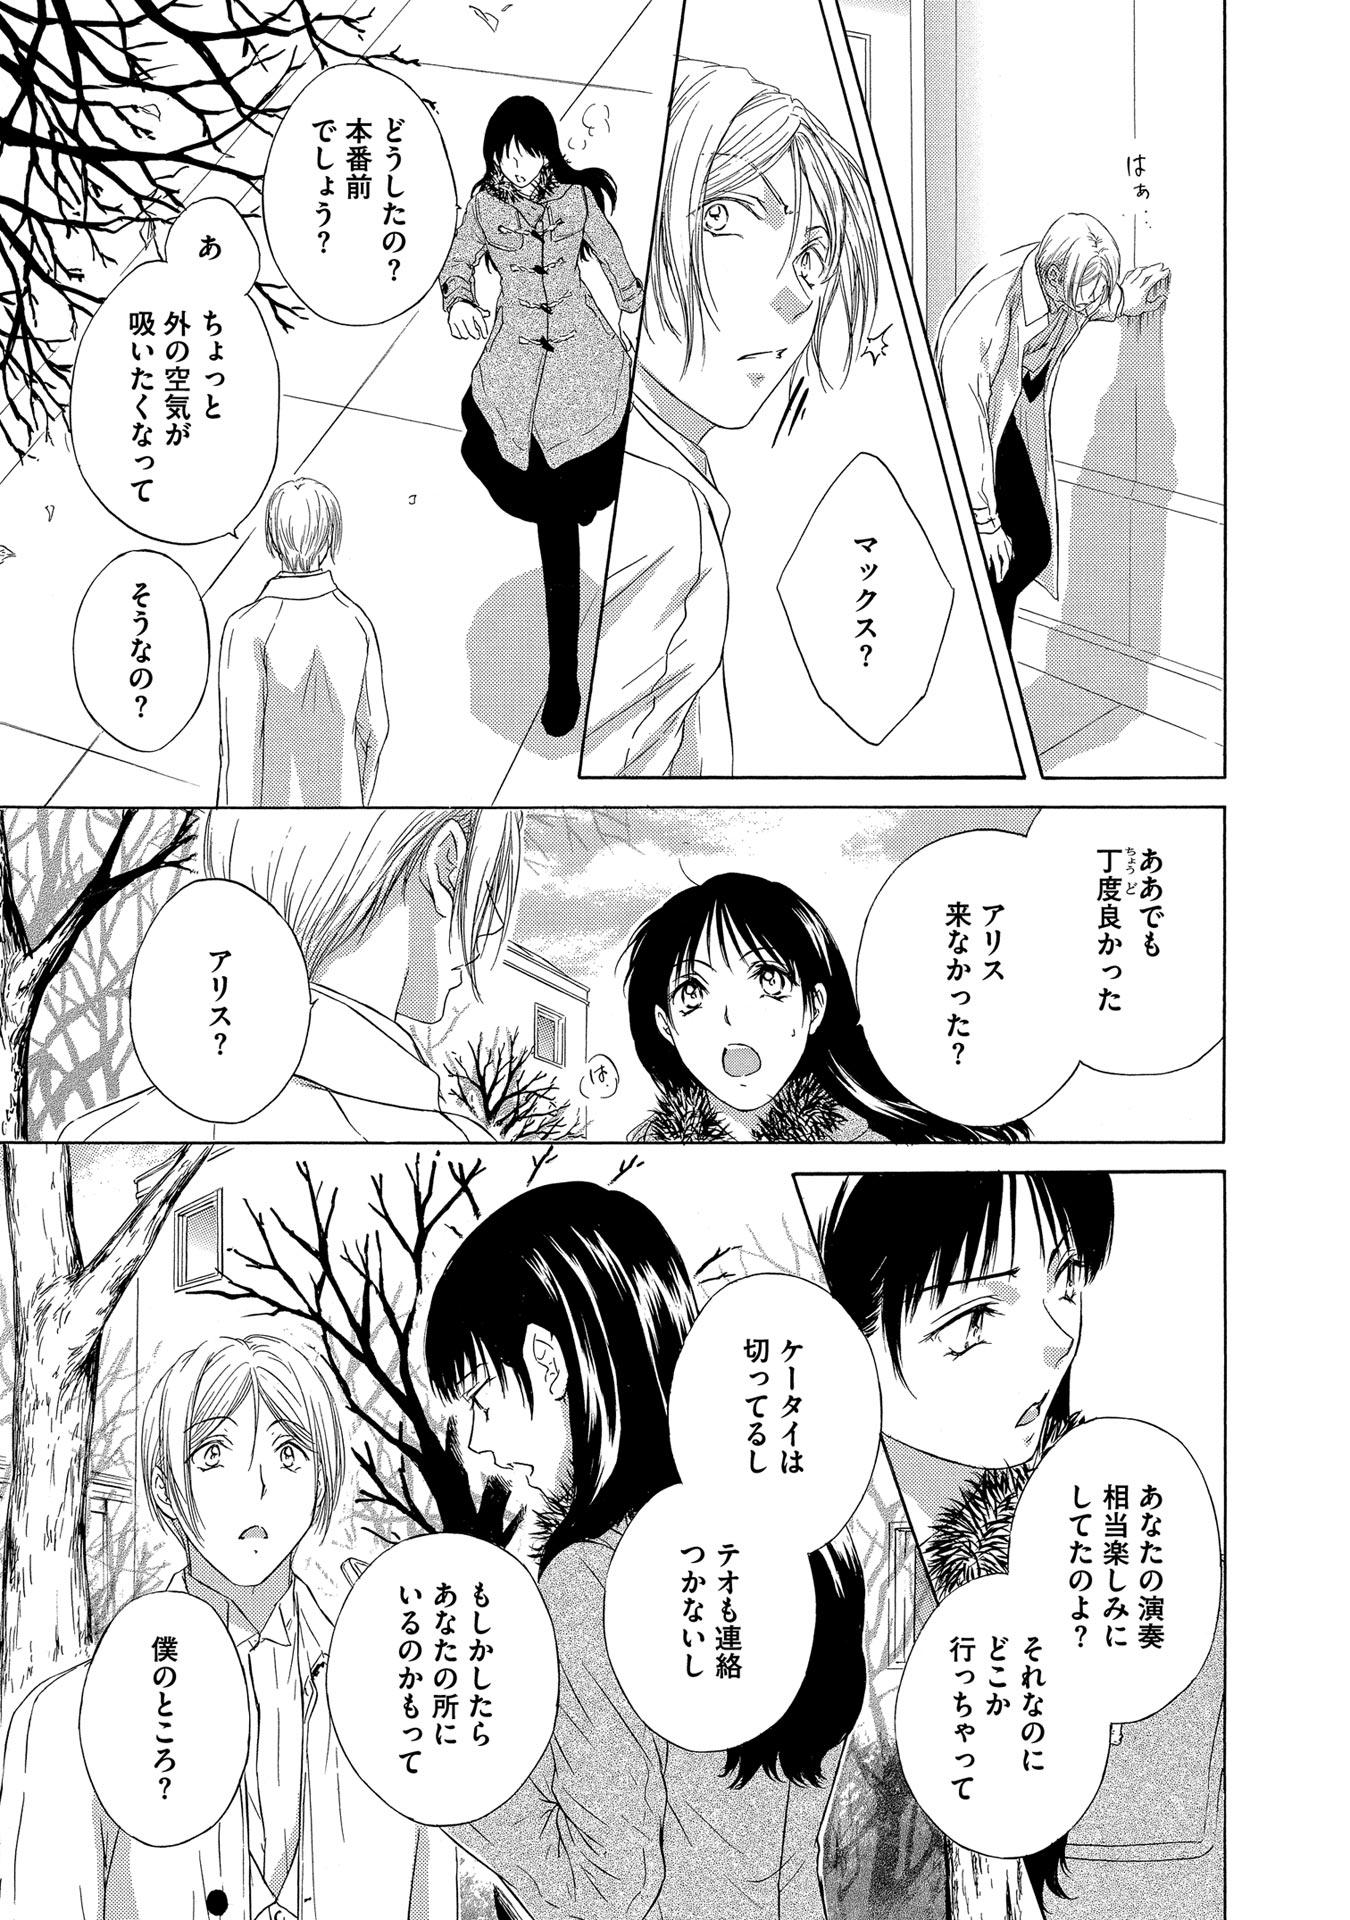 はぁ…
マックス？
どうしたの？
本番前
でしょう？
あ
ちょっと
外の空気が
吸いたくなって
そうなの？
ああでも
丁度良かった
ちょうど
アリス
来なかった？
は
アリス？
あなたの演奏
相当楽しみに
してたのよ？
それなのに
どこか
行っちゃって
ケータイは
切ってるし
テオも連絡
つかないし
もしかしたら
あなたの所に
いるのかもって
僕のところ？